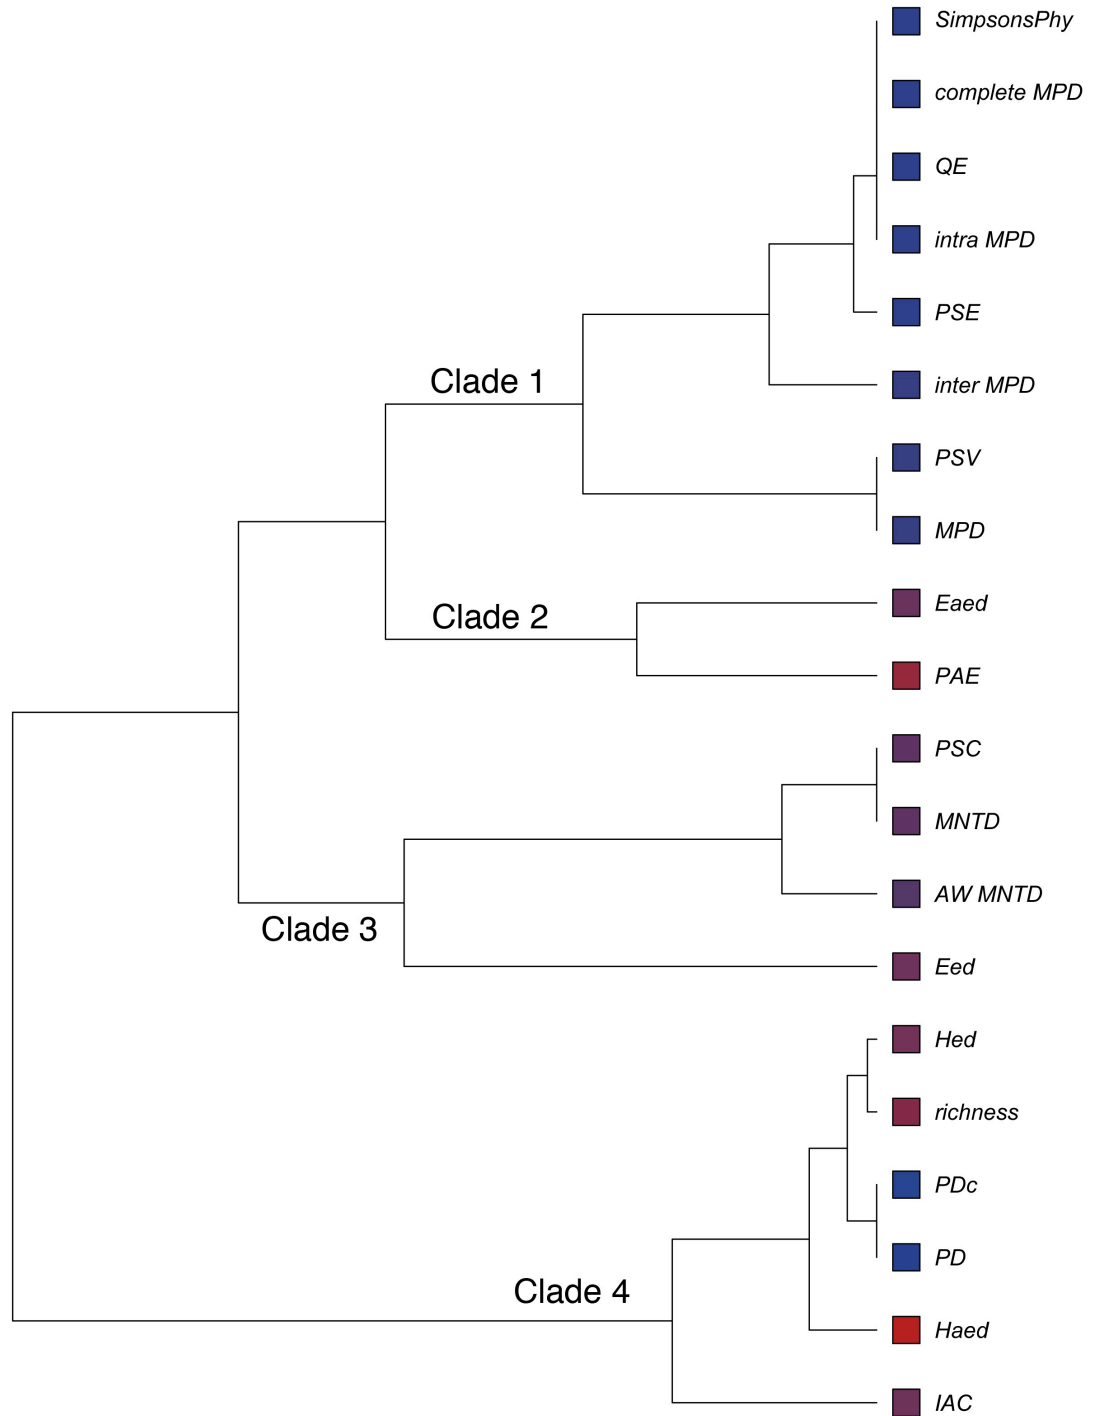 SimpsonsPhy
complete MPD
QE
intra MPD
PSE
inter MPD
Clade 1
PSV
MPD
Eaed
Clade 2
PAE
PSC
MNTD
AW MNTD
Clade 3
Eed
Hed
richness
PDc
PD
Clade 4
Haed
IAC